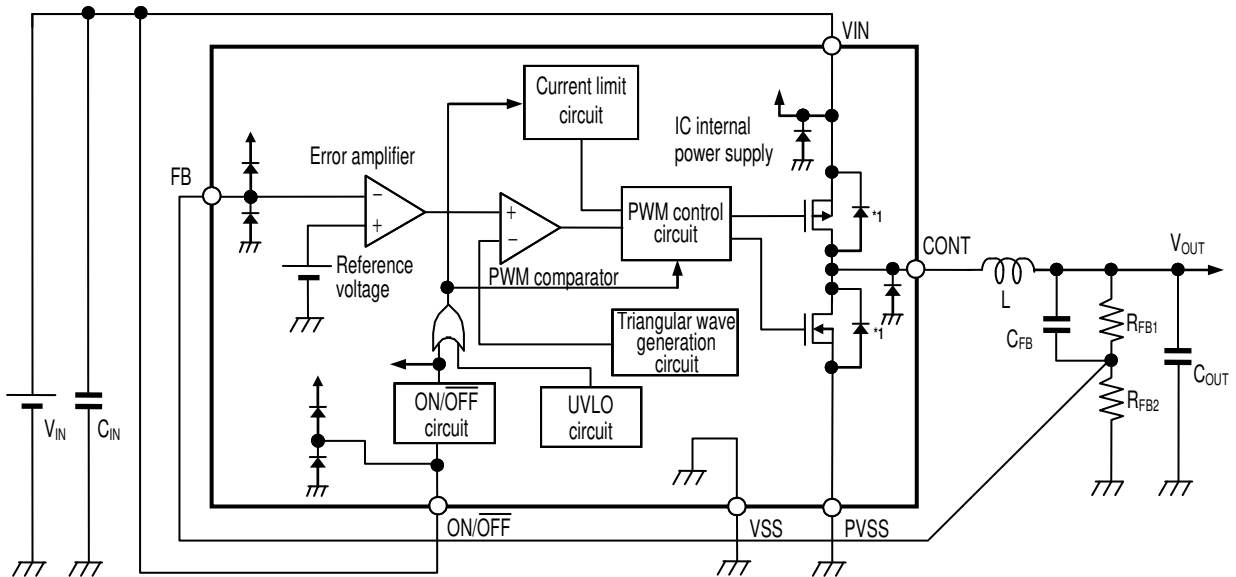 VIN
Current limit
circuit
IC internal
power supply
Error amplifier
FB
−
+
+
−
PWM control
circuit
*1
CONT
VOUT
Reference
voltage
PWM comparator
L
RFB1
CFB
Triangular wave
generation
circuit
*1
COUT
RFB2
ON/OFF
circuit
UVLO
circuit
VIN
CIN
ON/OFF
VSS
PVSS